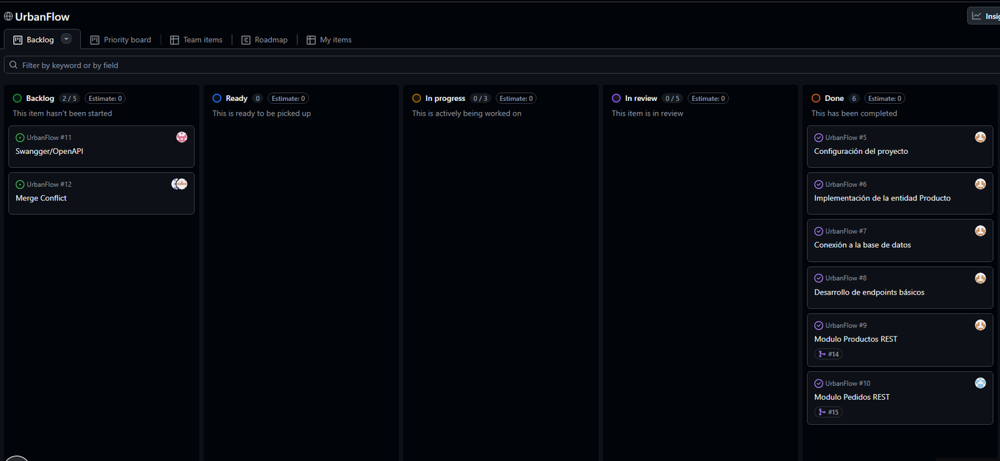 UrbanFlow
Insig
Backlog
Priority board
Team items
Roadmap
My items
Filter by keyword or by field
Backlog 2 / 5 Estimate: 0
This item hasn't been started
UrbanFlow #11
Swangger/OpenAPI
UrbanFlow #12
Merge Conflict
Ready 0 Estimate: 0
This is ready to be picked up
In progress 0 / 3 Estimate: 0
This is actively being worked on
In review 0 / 5 Estimate: 0
This item is in review
Done 6 Estimate: 0
This has been completed
UrbanFlow #5
Configuración del proyecto
UrbanFlow #6
Implementación de la entidad Producto
UrbanFlow #7
Conexión a la base de datos
UrbanFlow #8
Desarrollo de endpoints básicos
UrbanFlow #9
Modulo Productos REST
#14
UrbanFlow #10
Modulo Pedidos REST
#15